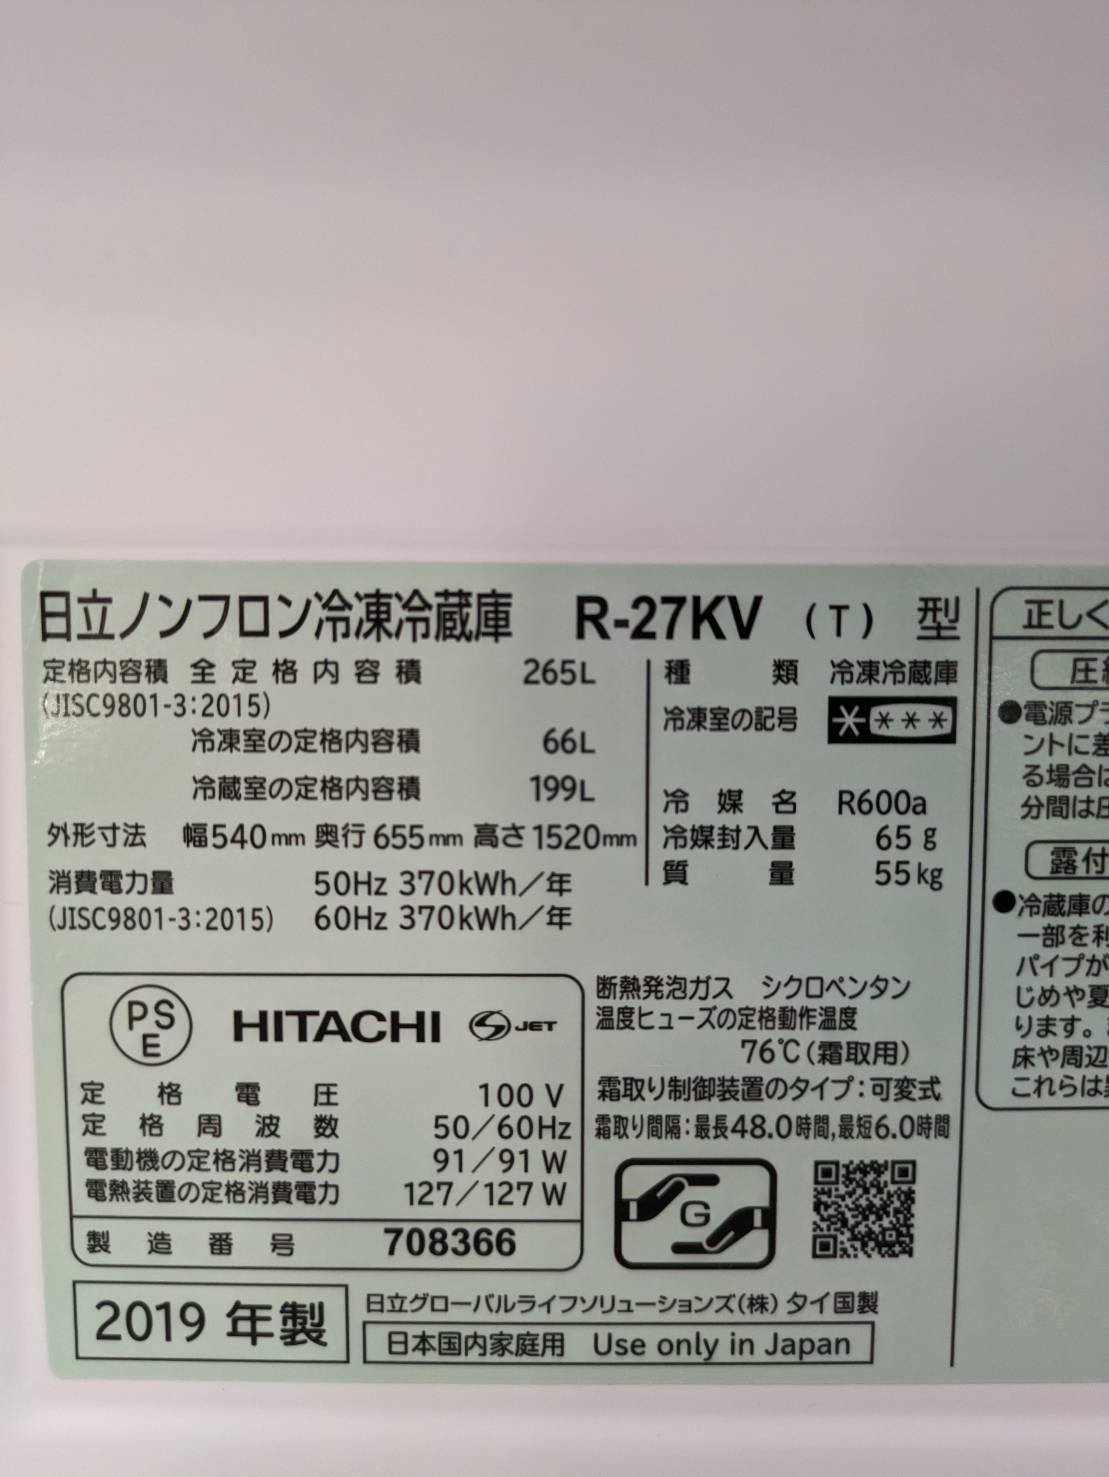 日立ノンフロン冷凍冷蔵庫 R-27KV (T) 型
定格内容積 全定格内容積 265L
(JISC9801-3:2015)
冷凍室の定格内容積 66L
冷蔵室の定格内容積 199L
外形寸法 幅540mm 奥行655mm 高さ1520mm
消費電力量 50Hz 370kWh/年
(JISC9801-3:2015) 60Hz 370kWh/年
種類 冷凍冷蔵庫
冷凍室の記号 ****
冷媒名 R600a
冷媒封入量 65g
質量 55kg
PSE HITACHI S JET
定格電圧 100V
定格周波数 50/60Hz
電動機の定格消費電力 91/91W
電熱装置の定格消費電力 127/127W
製造番号 708366
断熱発泡ガス シクロペンタン
温度ヒューズの定格動作温度
76℃(霜取用)
霜取り制御装置のタイプ:可変式
霜取り間隔:最長48.0時間,最短6.0時間
G
2019年製
日立グローバルライフソリューションズ(株) タイ国製
日本国内家庭用 Use only in Japan
正しく
圧
●電源プラ
ントに差
る場合は
分間は圧
露付
●冷蔵庫の
一部を利
パイプが
じめや夏
ります。
床や周辺
これらは